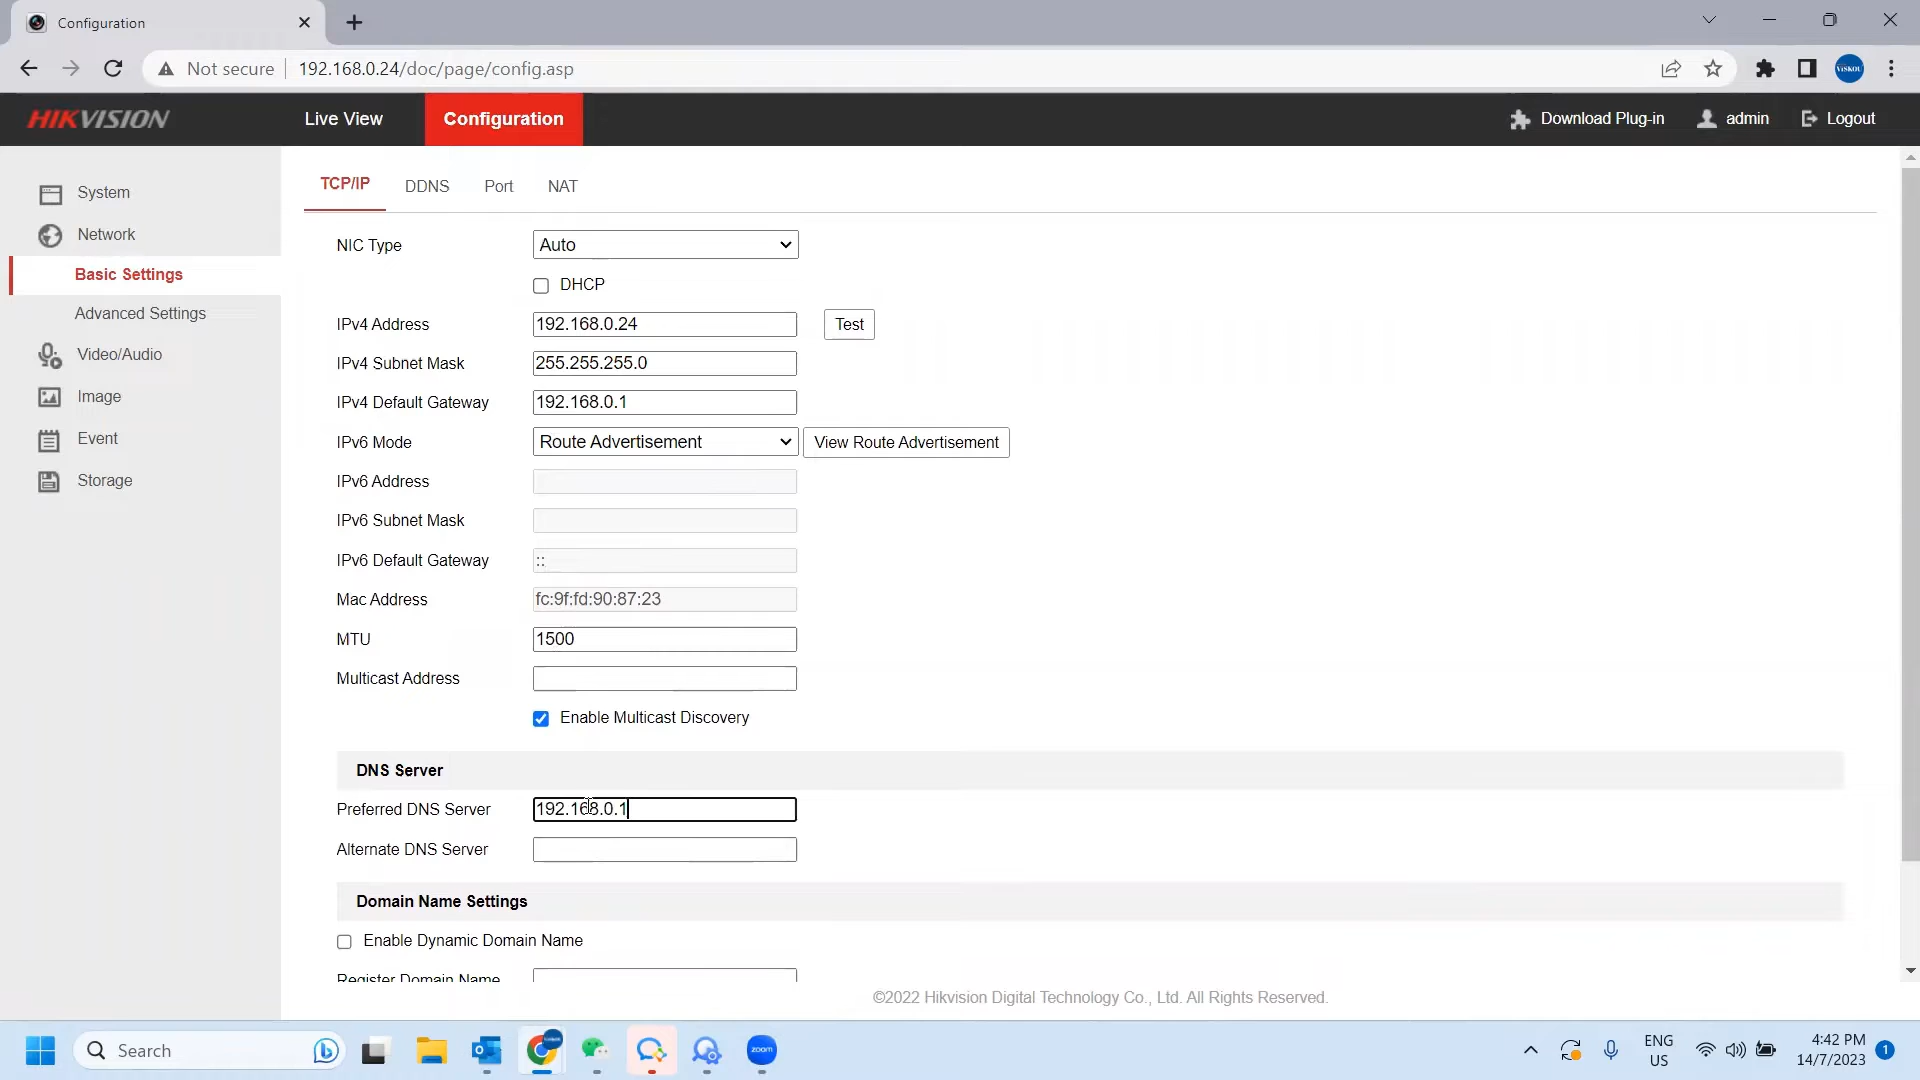 Configuration
Not secure 192.168.0.24/doc/page/config.asp
VISKOU
HIKVISION
Live View
Configuration
Download Plug-in
admin
Logout
System
Network
Basic Settings
Advanced Settings
Video/Audio
Image
Event
Storage
TCP/IP DDNS Port NAT
NIC Type Auto
DHCP
IPv4 Address 192.168.0.24 Test
IPv4 Subnet Mask 255.255.255.0
IPv4 Default Gateway 192.168.0.1
IPv6 Mode Route Advertisement View Route Advertisement
IPv6 Address
IPv6 Subnet Mask
IPv6 Default Gateway ::
Mac Address fc:9f:fd:90:87:23
MTU 1500
Multicast Address
Enable Multicast Discovery
DNS Server
Preferred DNS Server 192.168.0.1
Alternate DNS Server
Domain Name Settings
Enable Dynamic Domain Name
Register Domain Name
©2022 Hikvision Digital Technology Co., Ltd. All Rights Reserved.
Search
zoom
ENG
US
4:42 PM
14/7/2023
1